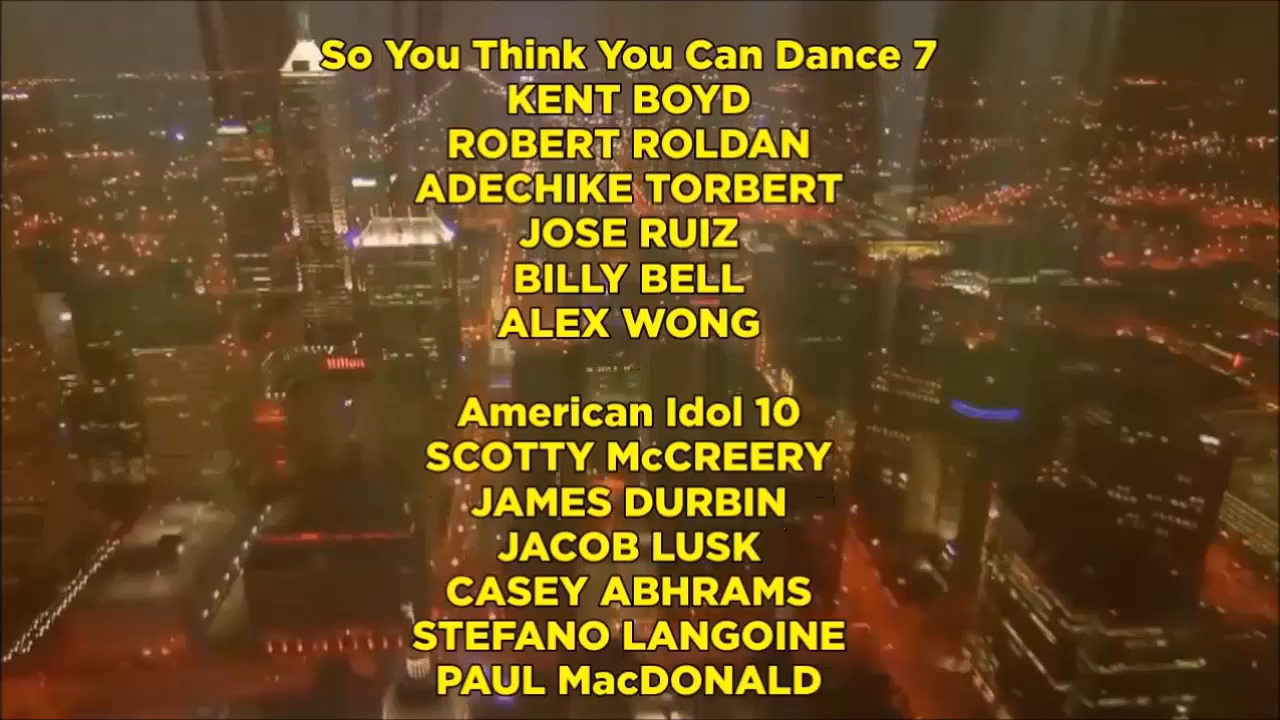 So You Think You Can Dance 7
KENT BOYD
ROBERT ROLDAN
ADECHIKE TORBERT
JOSE RUIZ
BILLY BELL
ALEX WONG
Hilton
American Idol 10
SCOTTY McCREERY
JAMES DURBIN
JACOB LUSK
CASEY ABHRAMS
STEFANO LANGOINE
PAUL MacDONALD